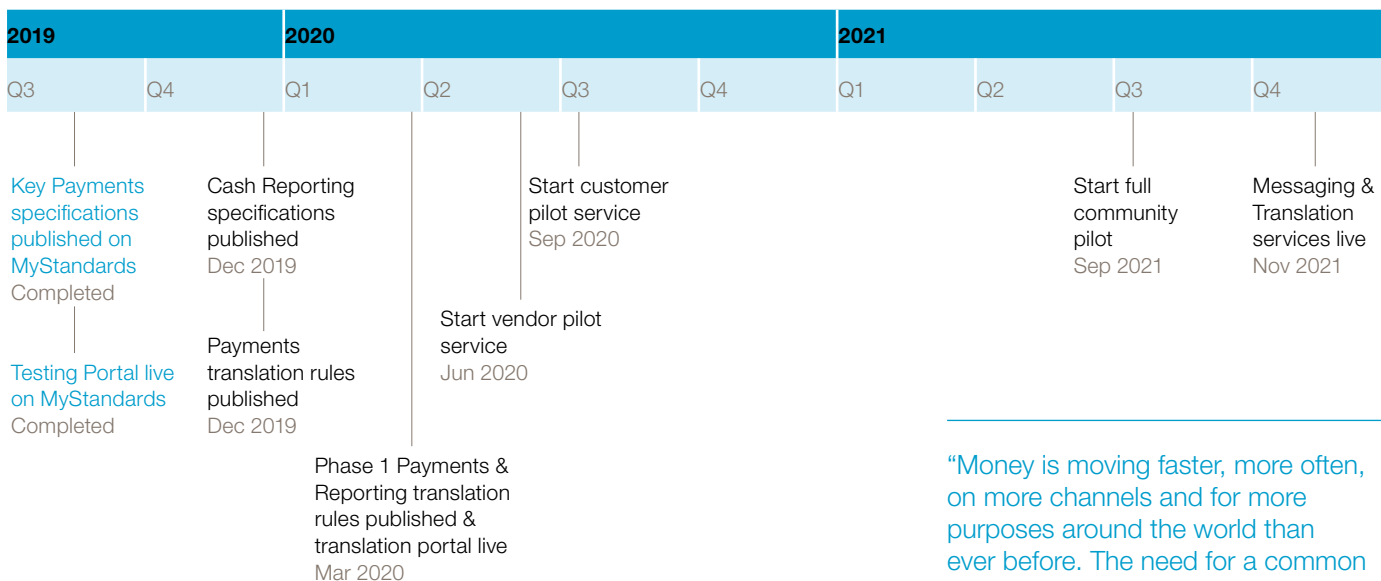 2019
2020
2021
Q3
Q4
Q1
Q2
Q3
Q4
Q1
Q2
Q3
Q4
Key Payments
specifications
published on
MyStandards
Completed
Testing Portal live
on MyStandards
Completed
Cash Reporting
specifications
published
Dec 2019
Payments
translation rules
published
Dec 2019
Phase 1 Payments &
Reporting translation
rules published &
translation portal live
Mar 2020
Start vendor pilot
service
Jun 2020
Start customer
pilot service
Sep 2020
Start full
community
pilot
Sep 2021
Messaging &
Translation
services live
Nov 2021
“Money is moving faster, more often,
on more channels and for more
purposes around the world than
ever before. The need for a common